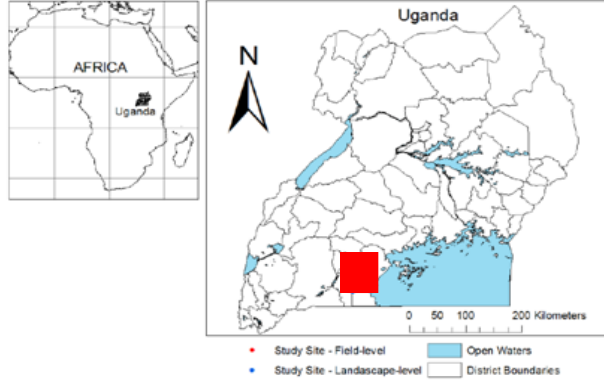 Uganda
AFRICA
Uganda
N
0 50 100 200 Kilometers
Study Site - Field-level
Open Waters
Study Site - Landascape-level
District Boundaries